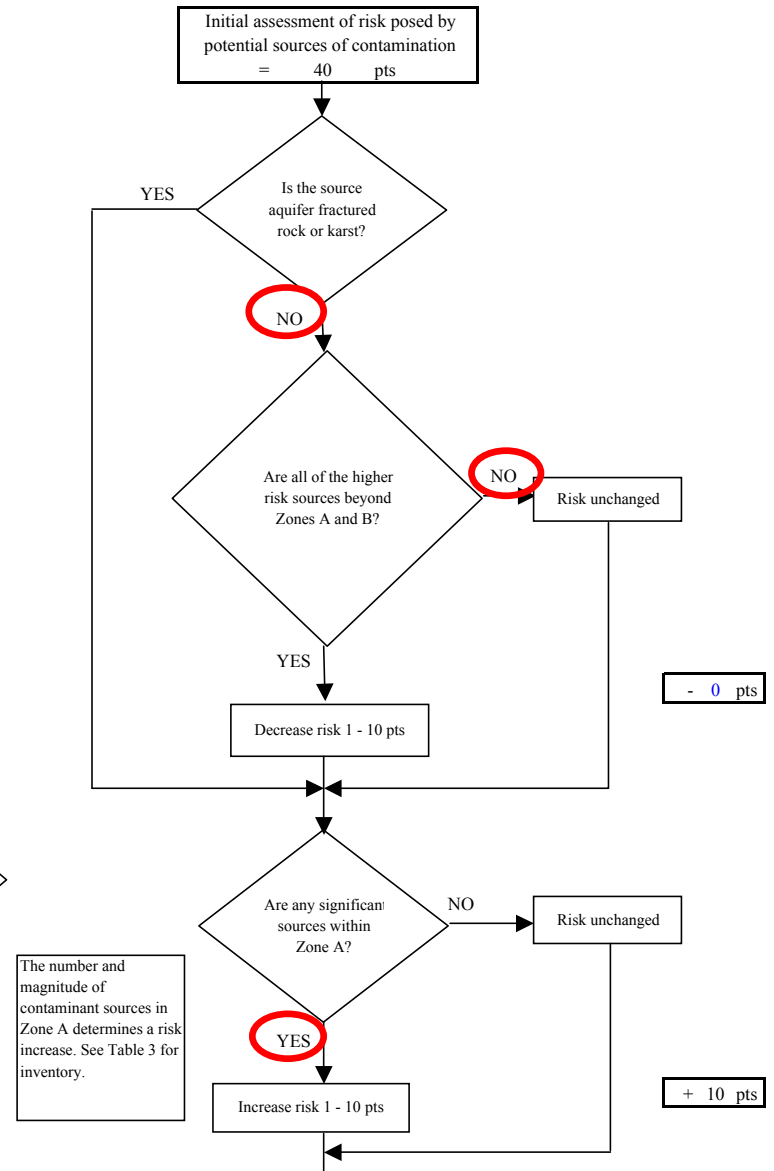 Initial assessment of risk posed by
potential sources of contamination
= 40 pts
YES
Is the source
aquifer fractured
rock or karst?
NO
Are all of the higher
risk sources beyond
Zones A and B?
NO
Risk unchanged
YES
- 0 pts
Decrease risk 1 - 10 pts
Are any significant
sources within
Zone A?
NO
Risk unchanged
The number and
magnitude of
contaminant sources in
Zone A determines a risk
increase. See Table 3 for
inventory.
YES
+ 10 pts
Increase risk 1 - 10 pts